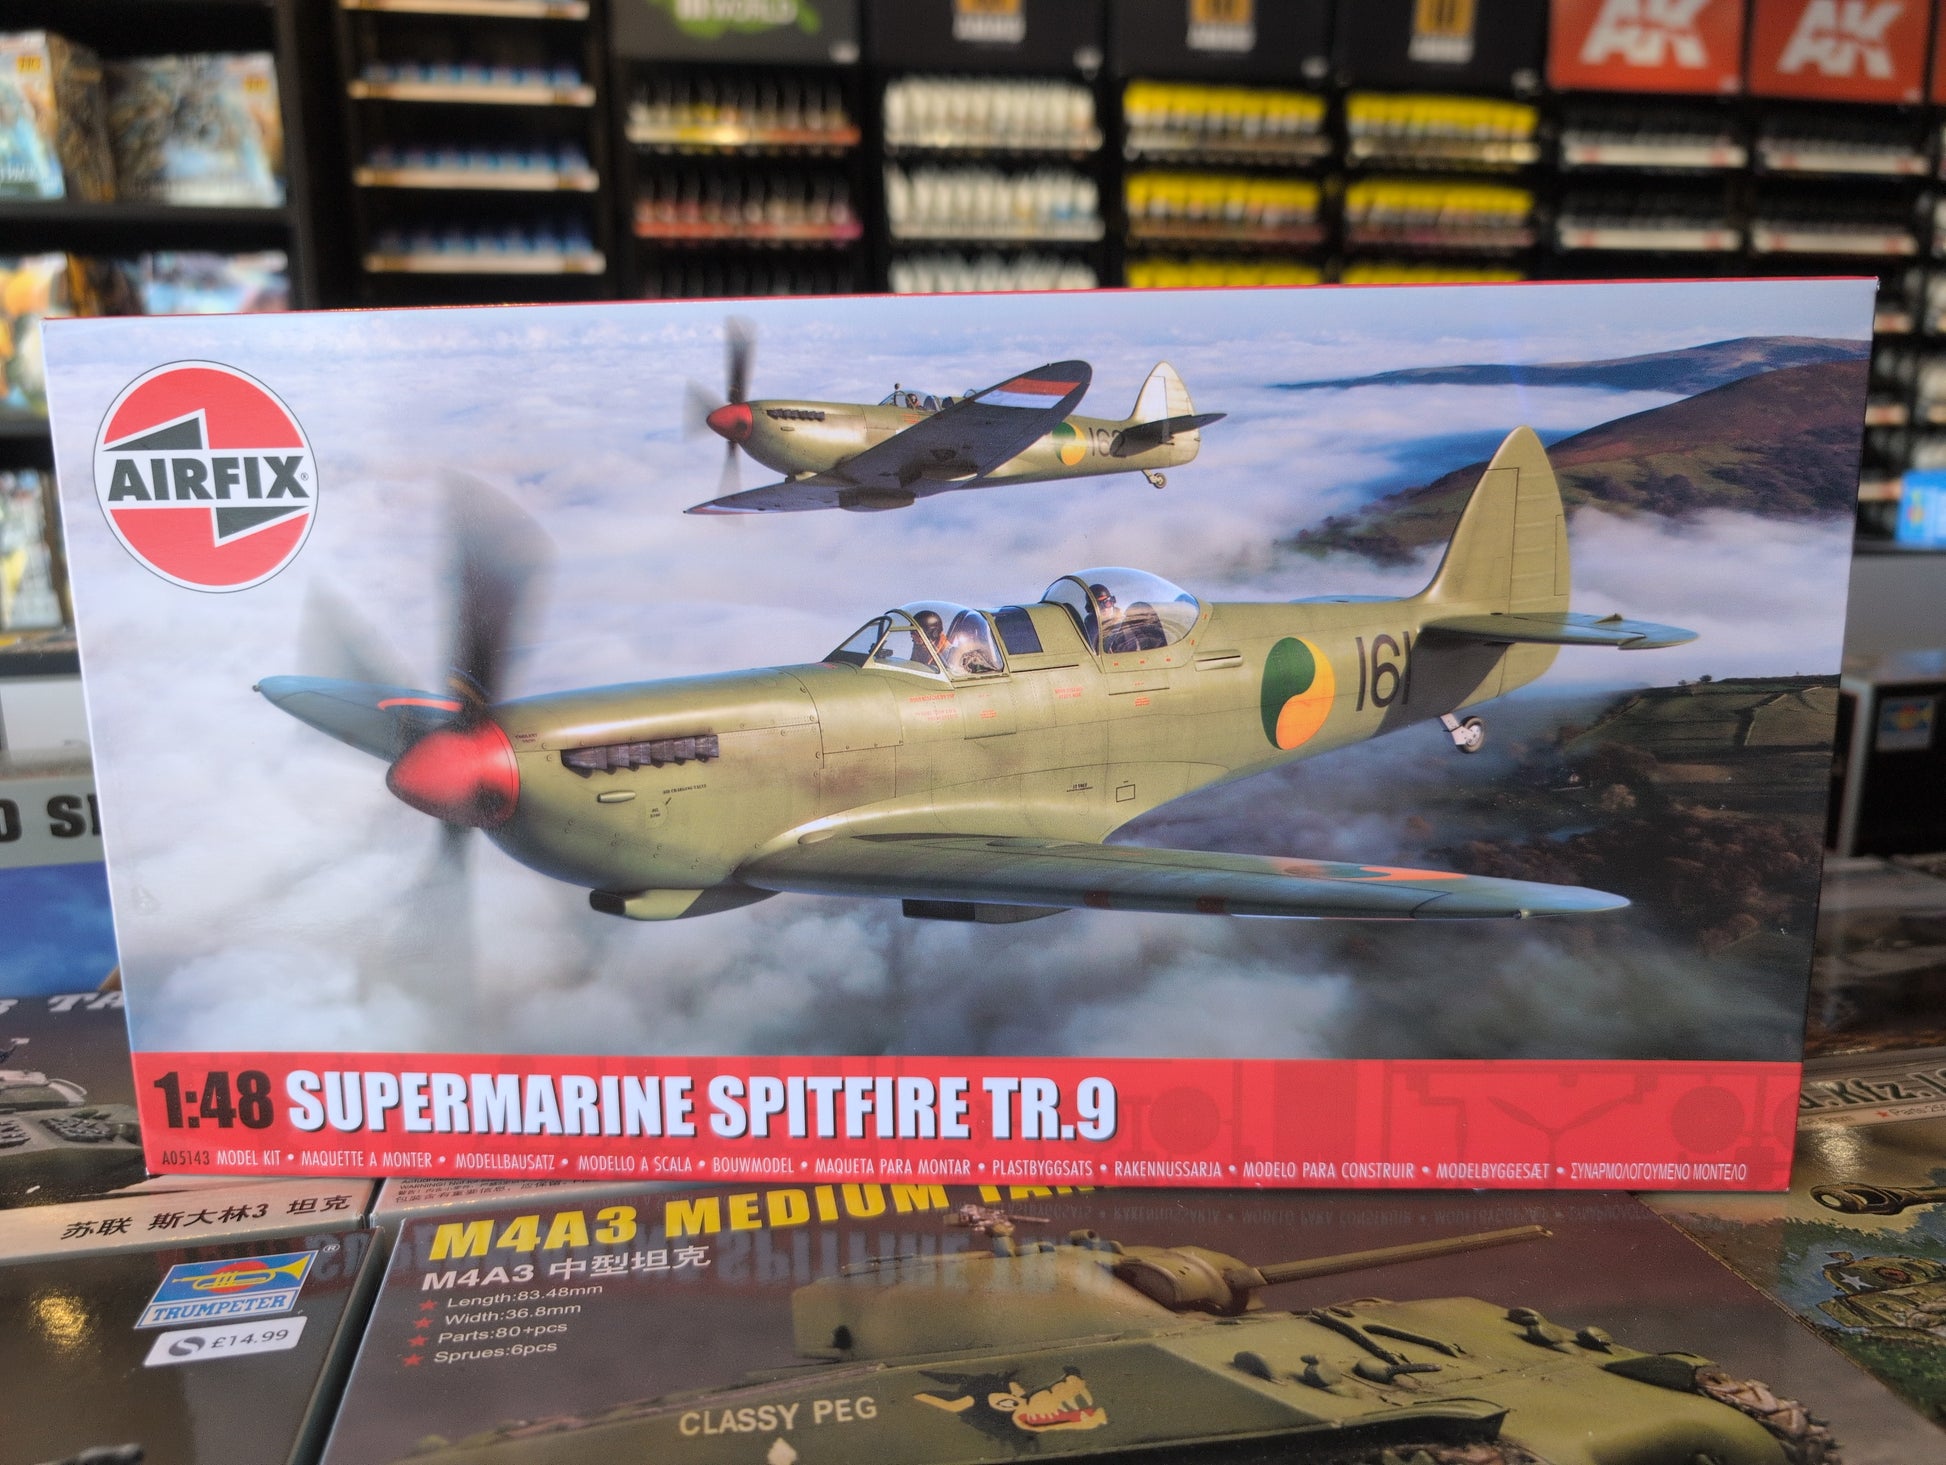 WORLD
AK
AK
AIRFIX®
162
161
1:48 SUPERMARINE SPITFIRE TR.9
A05143 MODEL KIT • MAQUETTE A MONTER • MODELLBAUSATZ • MODELLO A SCALA • BOUWMODEL • MAQUETA PARA MONTAR • PLASTBYGGSATS • RAKENNUSSARJA • MODELO PARA CONSTRUIR • MODELBYGGESÆT • ΣΥΝΑΡΜΟΛΟΓΟΥΜΕΝΟ ΜΟΝΤΕΛΟ
苏联 斯大林3 坦克
TRUMPETER
®
£14.99
M4A3 MEDIUM TAN
M4A3 中型坦克
Length:83.48mm
Width:36.8mm
Parts:80+pcs
Sprues:6pcs
CLASSY PEG